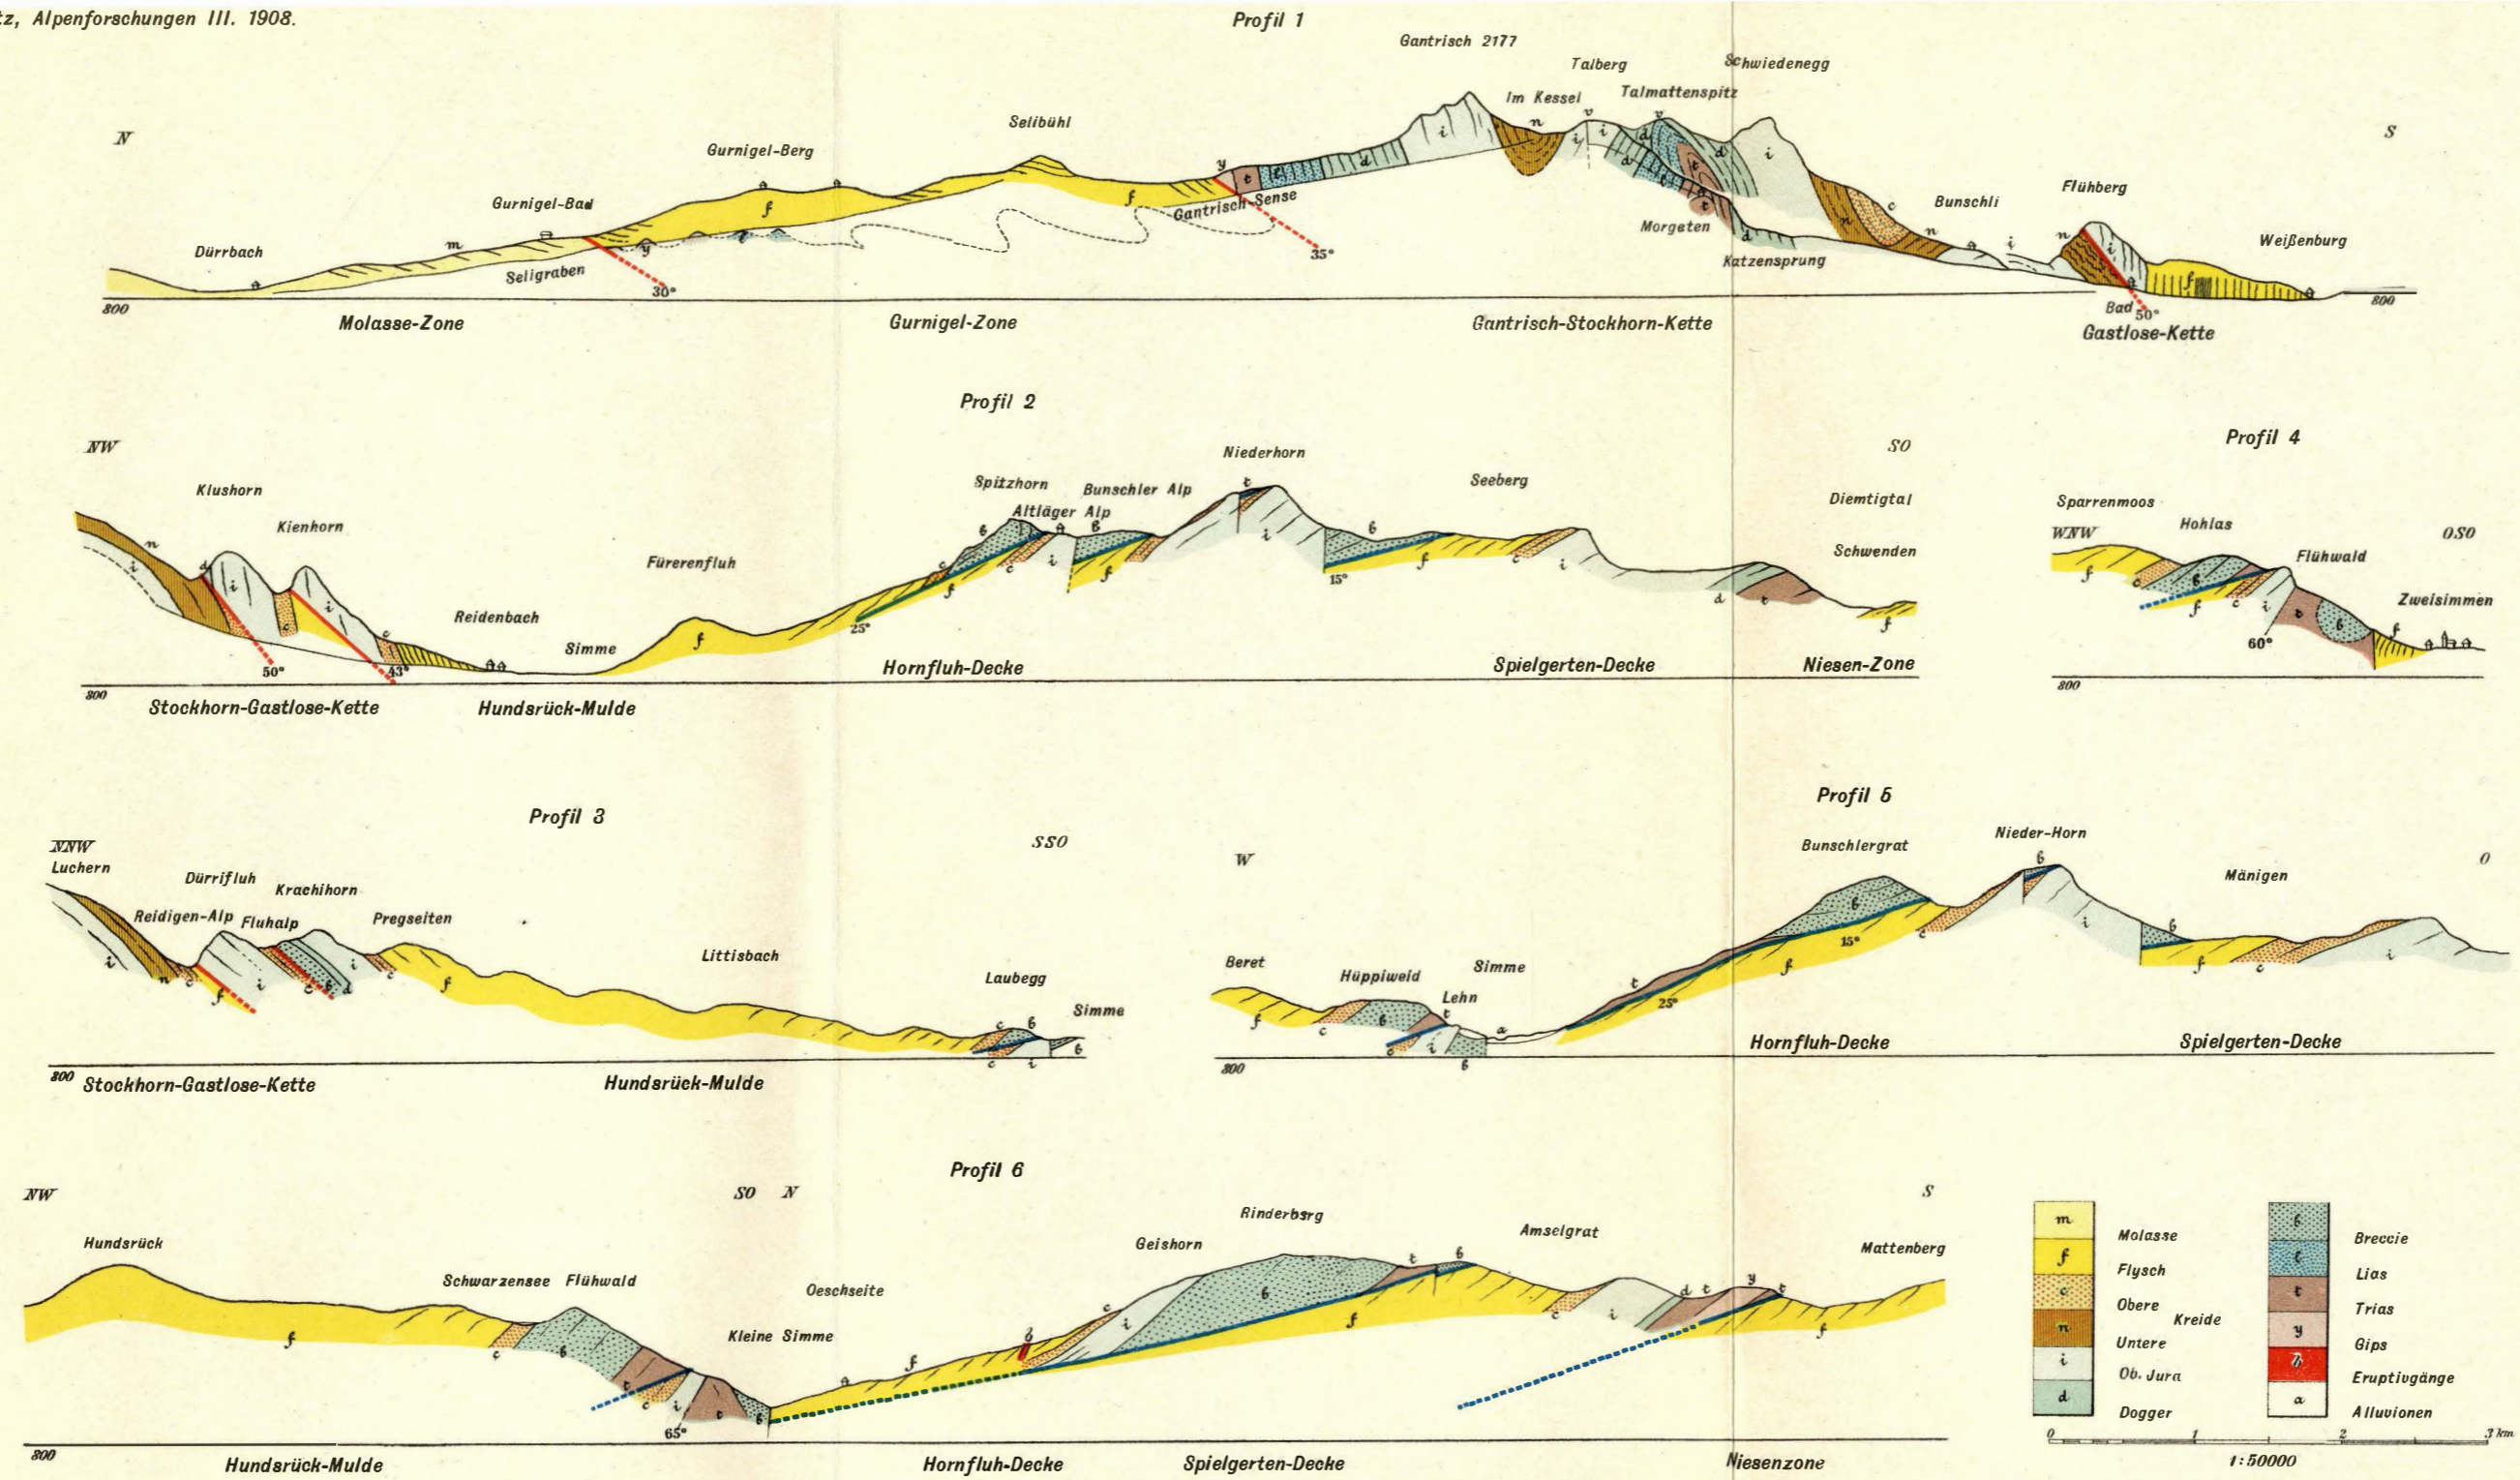 tz, Alpenforschungen III. 1908.
Profil 1
Gantrisch 2177
Talberg
Schwiedenegg
Im Kessel
Talmattenspitz
Selibühl
N
Gurnigel-Berg
S
Gurnigel-Bad
Dürrbach
Flühberg
Bunschli
Weißenburg
Gantrisch-Sense
Morgeten
Katzensprung
Seligraben
m
f
y
t
l
f
y
t
l
d
i
n
v
i
i
d
v
d
d
l
t
t
i
n
c
n
i
n
i
f
d
30°
35°
Bad 50°
800
800
Molasse-Zone
Gurnigel-Zone
Gantrisch-Stockhorn-Kette
Gastlose-Kette
Profil 2
NW
SO
Klushorn
Kienhorn
Niederhorn
Spitzhorn
Bunschler Alp
Altläger Alp
Seeberg
Diemtigtal
Schwenden
Fürerenfluh
Reidenbach
Simme
n
i
d
i
i
c
c
f
f
c
b
c
i
b
f
t
i
b
f
c
i
d
t
f
50°
43°
25°
15°
800
Hornfluh-Decke
Spielgerten-Decke
Niesen-Zone
Stockhorn-Gastlose-Kette
Hundsrück-Mulde
Profil 4
Sparrenmoos
WNW
Hohlas
OSO
Flühwald
Zweisimmen
f
c
b
f
c
i
t
b
f
60°
800
Profil 3
NNW
SSO
Luchern
Dürrifluh
Krachihorn
Reidigen-Alp
Fluhalp
Pregseiten
Littisbach
Laubegg
Simme
i
n
c
f
i
c
b
d
i
c
f
c
b
c
i
b
800
Stockhorn-Gastlose-Kette
Hundsrück-Mulde
Profil 5
W
O
Bunschlergrat
Nieder-Horn
Mänigen
Beret
Hüppiweid
Simme
Lehn
f
c
b
t
c
i
b
a
t
f
b
c
b
i
b
f
c
i
25°
15°
800
Hornfluh-Decke
Spielgerten-Decke
Profil 6
NW
SO
N
S
Hundsrück
Schwarzensee
Flühwald
Oeschseite
Kleine Simme
Geishorn
Rinderberg
Amselgrat
Mattenberg
f
c
b
t
c
i
t
b
f
c
i
b
f
t
b
c
i
d
t
y
t
f
65°
800
Hundsrück-Mulde
Hornfluh-Decke
Spielgerten-Decke
Niesenzone
m
Molasse
f
Flysch
c
Obere
Kreide
n
Untere
i
Ob. Jura
d
Dogger
b
Breccie
l
Lias
t
Trias
y
Gips
Eruptivgänge
a
Alluvionen
0
1
2
3 km
1:50000